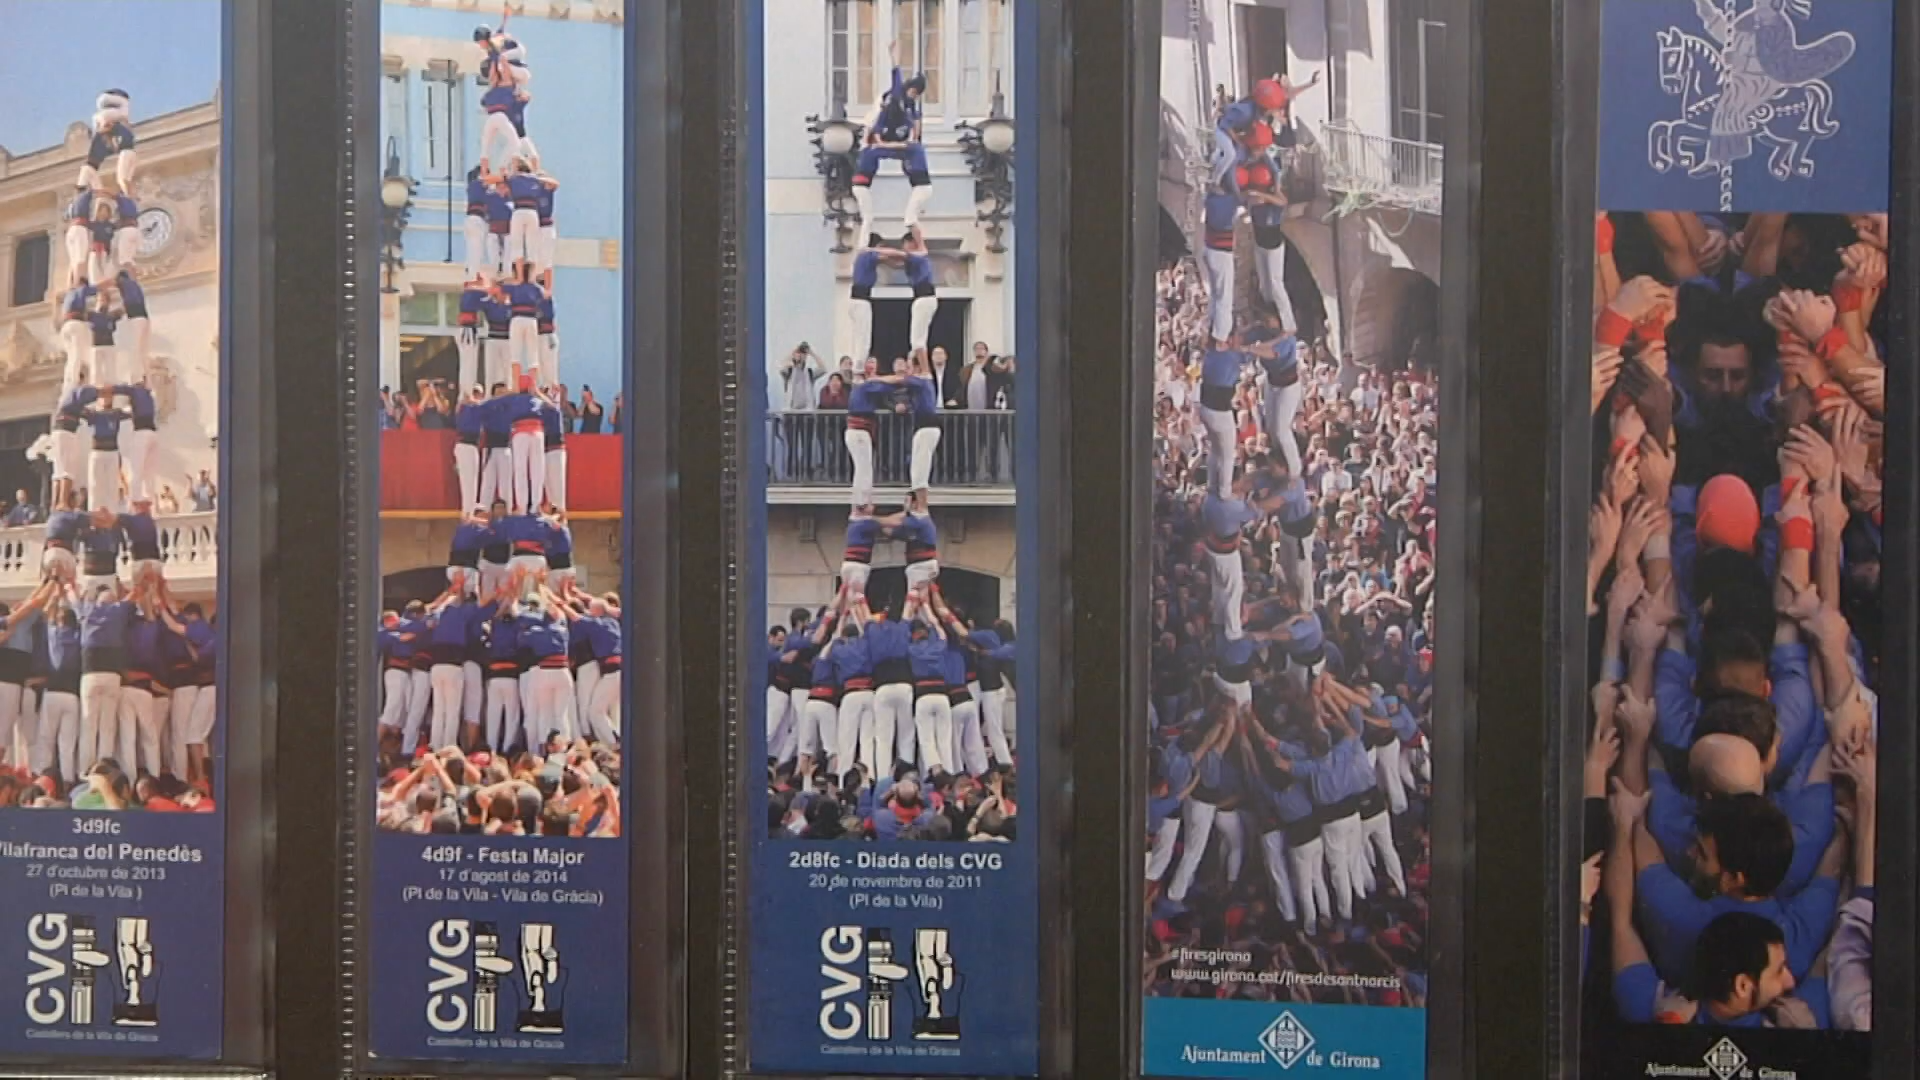 3d9fc
Vilafranca del Penedès
27 d'octubre de 2013
(Pl de la Vila )
CVG
Castellers de la Vila de Gràcia
4d9f - Festa Major
17 d'agost de 2014
(Pl de la Vila - Vila de Gràcia)
CVG
Castellers de la Vila de Gràcia
2d8fc - Diada dels CVG
20 de novembre de 2011
(Pl de la Vila)
CVG
Castellers de la Vila de Gràcia
#firesgirona
www.girona.cat/firesdesantnarcis
Ajuntament de Girona
Ajuntament de Girona